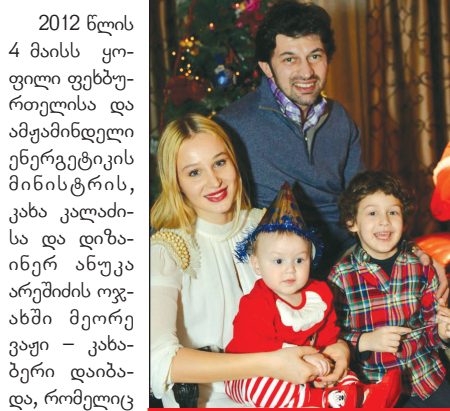 2012 წლის
4 მაისს ყო-
ფილი ფეხბუ-
რთელისა და
ამჟამინდელი
ენერგეტიკის
მინისტრის,
კახა კალაძი-
სა და დიზა-
ინერ ანუკა
არეშიძის ოჯ-
ახში მეორე
ვაჟი – კახა-
ბერი დაიბა-
და, რომელიც